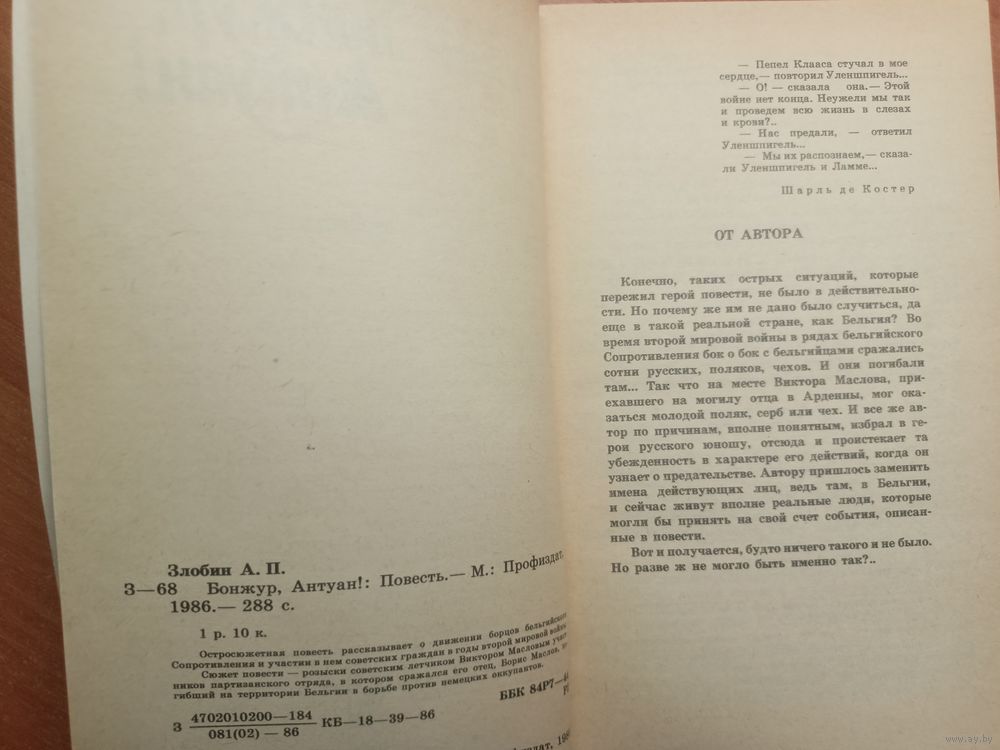 Злобин А. П.
З—68 Бонжур, Антуан!: Повесть.— М.: Профиздат,
1986.— 288 с.
1 р. 10 к.
Остросюжетная повесть рассказывает о движении борцов бельгийского
Сопротивления и участии в нем советских граждан в годы второй мировой войны
Сюжет повести — розыски советским летчиком Виктором Масловым участ-
ников партизанского отряда, в котором сражался его отец, Борис Маслов, по-
гибший на территории Бельгии в борьбе против немецких оккупантов.
ББК 84Р7—4
З 4702010200—184 КБ—18—39—86
081(02) — 86
— Пепел Клааса стучал в мое
сердце,— повторил Уленшпигель...
— О! — сказала она.— Этой
войне нет конца. Неужели мы так
и проведем всю жизнь в слезах
и крови?..
— Нас предали, — ответил
Уленшпигель...
— Мы их распознаем,— сказа-
ли Уленшпигель и Ламме...
Шарль де Костер
ОТ АВТОРА
Конечно, таких острых ситуаций, которые
пережил герой повести, не было в действительно-
сти. Но почему же им не дано было случиться, да
еще в такой реальной стране, как Бельгия? Во
время второй мировой войны в рядах бельгийского
Сопротивления бок о бок с бельгийцами сражались
сотни русских, поляков, чехов. И они погибали
там... Так что на месте Виктора Маслова, при-
ехавшего на могилу отца в Арденны, мог ока-
заться молодой поляк, серб или чех. И все же ав-
тор по причинам, вполне понятным, избрал в ге-
рои русского юношу, отсюда и проистекает та
убежденность в характере его действий, когда он
узнает о предательстве. Автору пришлось заменить
имена действующих лиц, ведь там, в Бельгии,
и сейчас живут вполне реальные люди, которые
могли бы принять на свой счет события, описан-
ные в повести.
Вот и получается, будто ничего такого и не было.
Но разве ж не могло быть именно так?..
www.ay.by